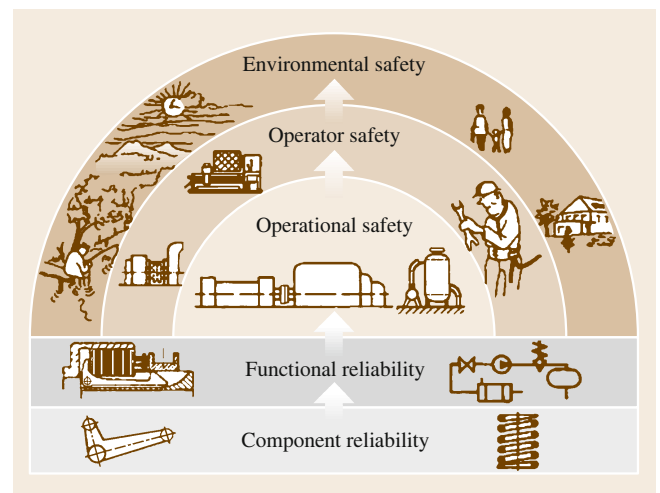 Environmental safety
Operator safety
Operational safety
Functional reliability
Component reliability